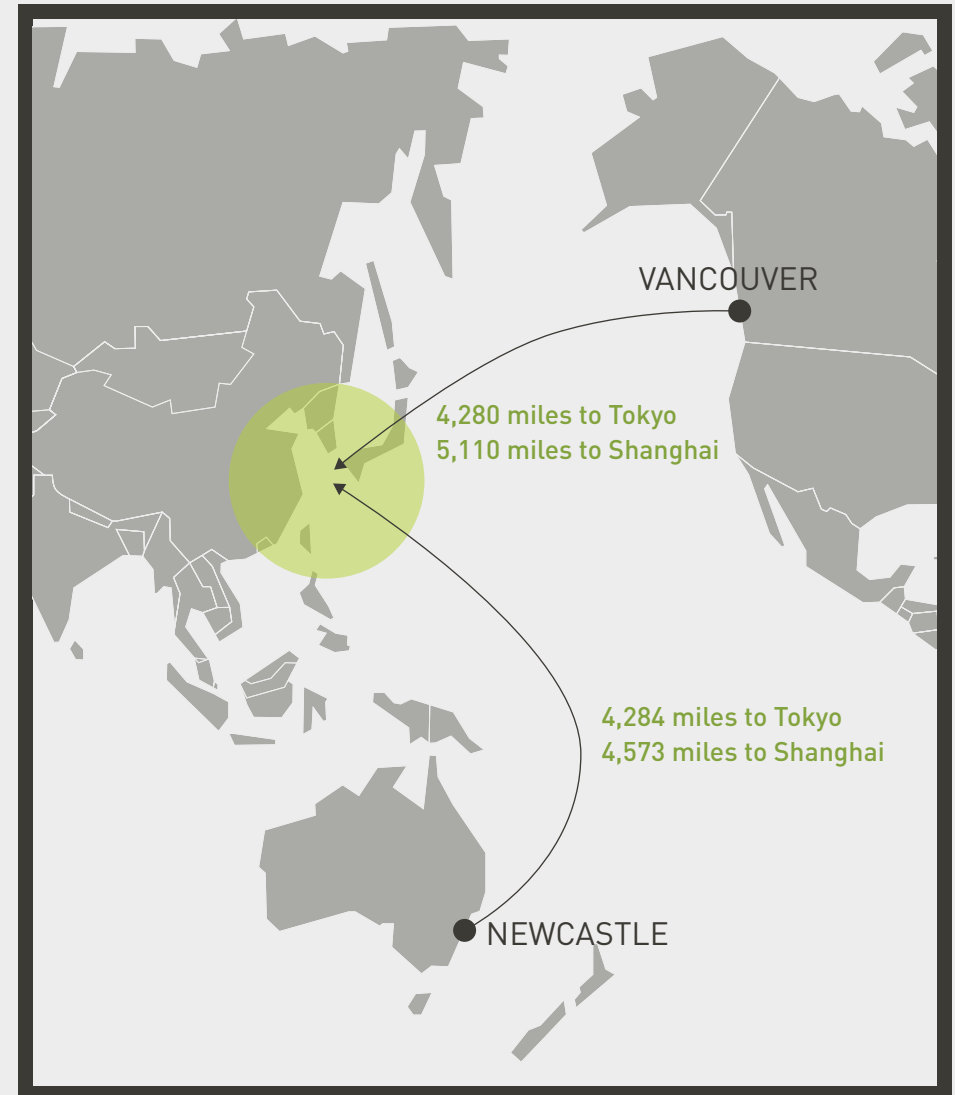 VANCOUVER
4,280 miles to Tokyo
5,110 miles to Shanghai
4,284 miles to Tokyo
4,573 miles to Shanghai
NEWCASTLE